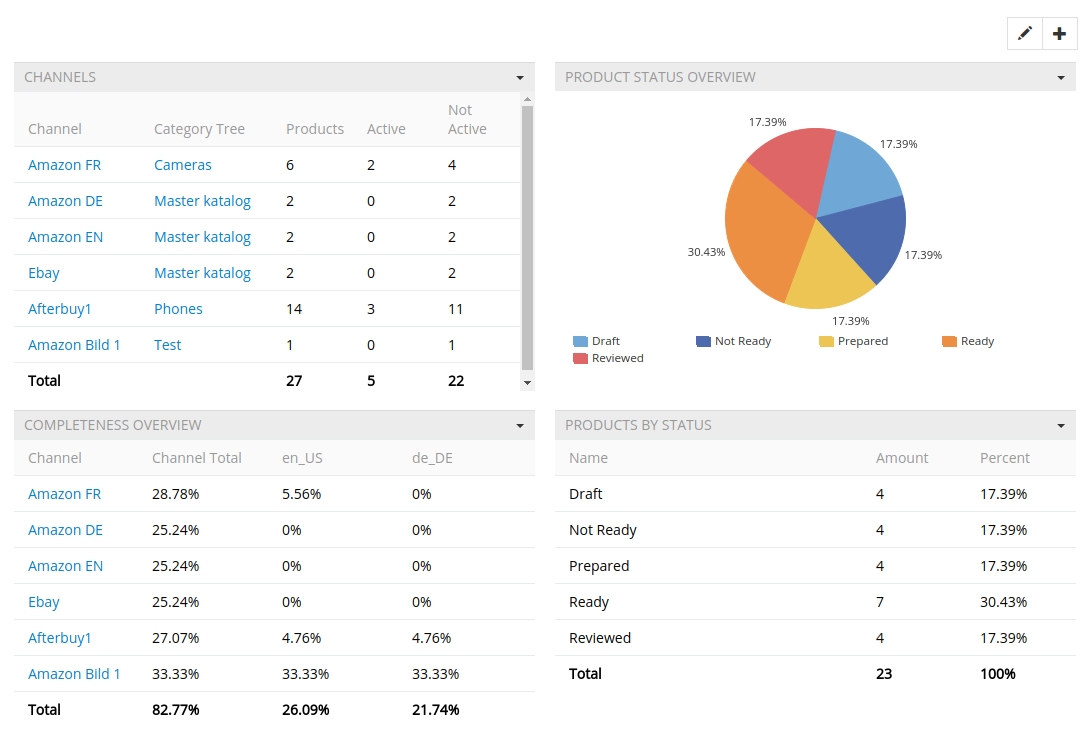 CHANNELS
Channel Category Tree Products Active Not Active
Amazon FR Cameras 6 2 4
Amazon DE Master katalog 2 0 2
Amazon EN Master katalog 2 0 2
Ebay Master katalog 2 0 2
Afterbuy1 Phones 14 3 11
Amazon Bild 1 Test 1 0 1
Total 27 5 22
PRODUCT STATUS OVERVIEW
17.39%
17.39%
30.43%
17.39%
17.39%
Draft Not Ready Prepared Ready
Reviewed
COMPLETENESS OVERVIEW
Channel Channel Total en_US de_DE
Amazon FR 28.78% 5.56% 0%
Amazon DE 25.24% 0% 0%
Amazon EN 25.24% 0% 0%
Ebay 25.24% 0% 0%
Afterbuy1 27.07% 4.76% 4.76%
Amazon Bild 1 33.33% 33.33% 33.33%
Total 82.77% 26.09% 21.74%
PRODUCTS BY STATUS
Name Amount Percent
Draft 4 17.39%
Not Ready 4 17.39%
Prepared 4 17.39%
Ready 7 30.43%
Reviewed 4 17.39%
Total 23 100%